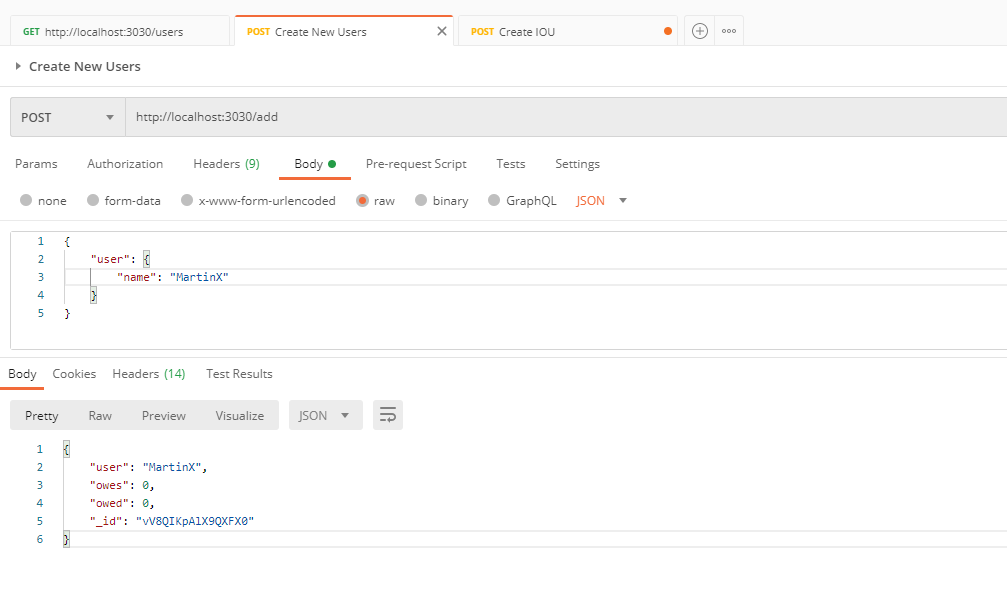 GET http://localhost:3030/users POST Create New Users POST Create IOU
Create New Users
POST http://localhost:3030/add
Params Authorization Headers (9) Body Pre-request Script Tests Settings
none form-data x-www-form-urlencoded raw binary GraphQL JSON
1 {
2 "user": {
3 "name": "MartinX"
4 }
5 }
Body Cookies Headers (14) Test Results
Pretty Raw Preview Visualize JSON
1 {
2 "user": "MartinX",
3 "owes": 0,
4 "owed": 0,
5 "_id": "vV8QIKpAlX9QXFX0"
6 }